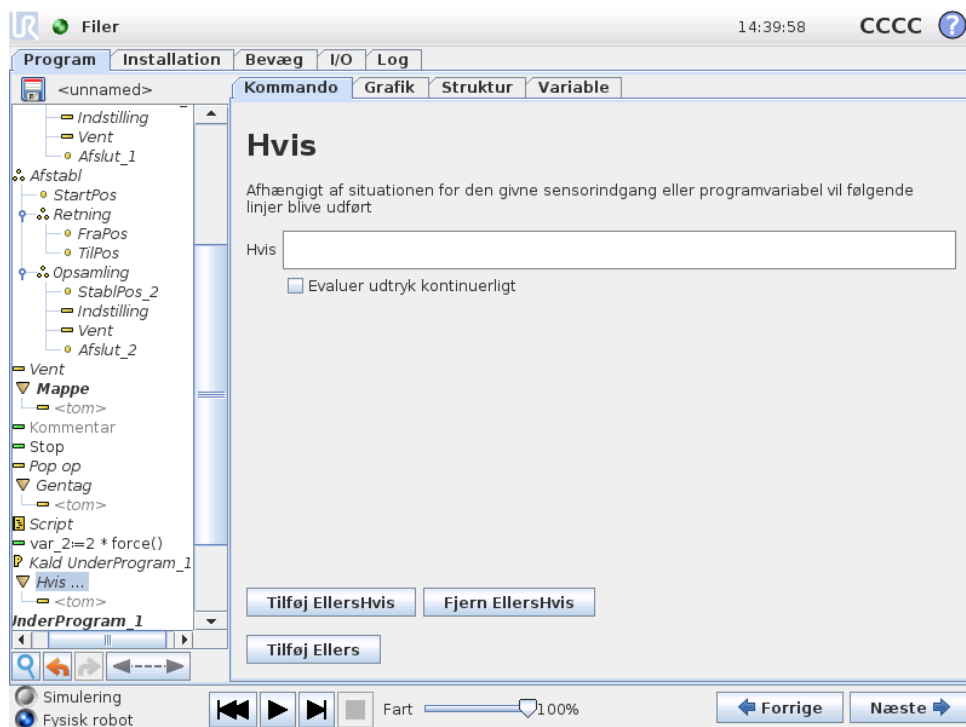 Filer
14:39:58
CCCC
?
Program Installation Bevæg I/O Log
<unnamed>
Kommando Grafik Struktur Variable
Indstilling
Vent
Afslut_1
Afstabl
StartPos
Retning
FraPos
TilPos
Opsamling
StablPos_2
Indstilling
Vent
Afslut_2
Vent
Mappe
<tom>
Kommentar
Stop
Pop op
Gentag
<tom>
Script
var_2:=2 * force()
Kald UnderProgram_1
Hvis ...
<tom>
Hvis
Afhængigt af situationen for den givne sensorindgang eller programvariabel vil følgende
linjer blive udført
Hvis
Evaluer udtryk kontinuerligt
Tilføj EllersHvis Fjern EllersHvis
Tilføj Ellers
Simulering
Fysisk robot
Fart 100%
Forrige Næste